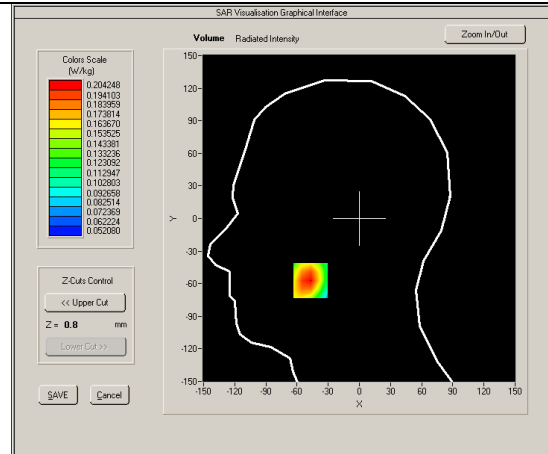 SAR Visualisation Graphical Interface
Volume Radiated Intensity
Zoom In/Out
Colors Scale
(W/kg)
0.204248
0.194103
0.183959
0.173814
0.163670
0.153525
0.143381
0.133236
0.123092
0.112947
0.102803
0.092658
0.082514
0.072369
0.062224
0.052080
Z-Cuts Control
<< Upper Cut
Z = 0.8 mm
Lower Cut >>
SAVE Cancel
150
120
90
60
30
0
-30
-60
-90
-120
-150
Y
-150 -120 -90 -60 -30 0 30 60 90 120 150
X